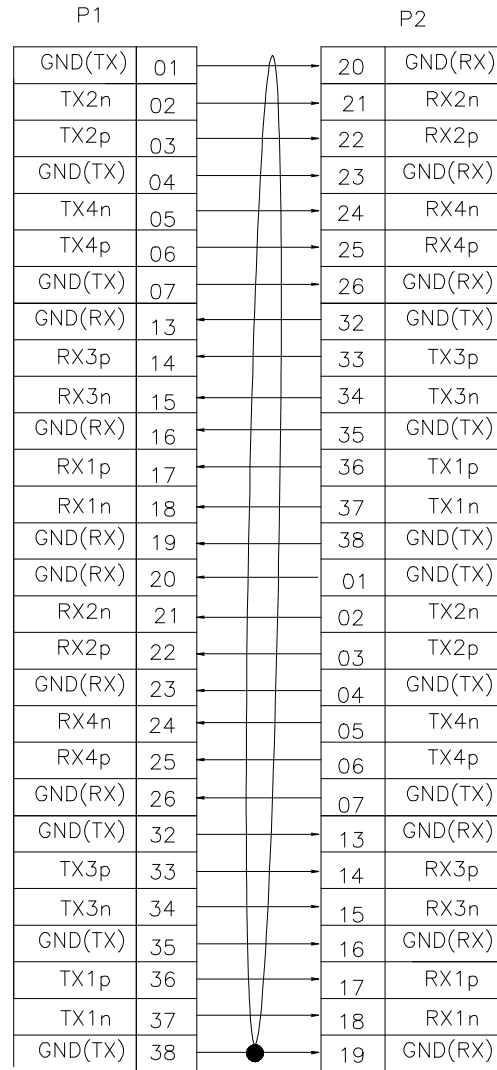 P1 P2
GND(TX) 01 20 GND(RX)
TX2n 02 21 RX2n
TX2p 03 22 RX2p
GND(TX) 04 23 GND(RX)
TX4n 05 24 RX4n
TX4p 06 25 RX4p
GND(TX) 07 26 GND(RX)
GND(RX) 13 32 GND(TX)
RX3p 14 33 TX3p
RX3n 15 34 TX3n
GND(RX) 16 35 GND(TX)
RX1p 17 36 TX1p
RX1n 18 37 TX1n
GND(RX) 19 38 GND(TX)
GND(RX) 20 01 GND(TX)
RX2n 21 02 TX2n
RX2p 22 03 TX2p
GND(RX) 23 04 GND(TX)
RX4n 24 05 TX4n
RX4p 25 06 TX4p
GND(RX) 26 07 GND(TX)
GND(TX) 32 13 GND(RX)
TX3p 33 14 RX3p
TX3n 34 15 RX3n
GND(TX) 35 16 GND(RX)
TX1p 36 17 RX1p
TX1n 37 18 RX1n
GND(TX) 38 19 GND(RX)